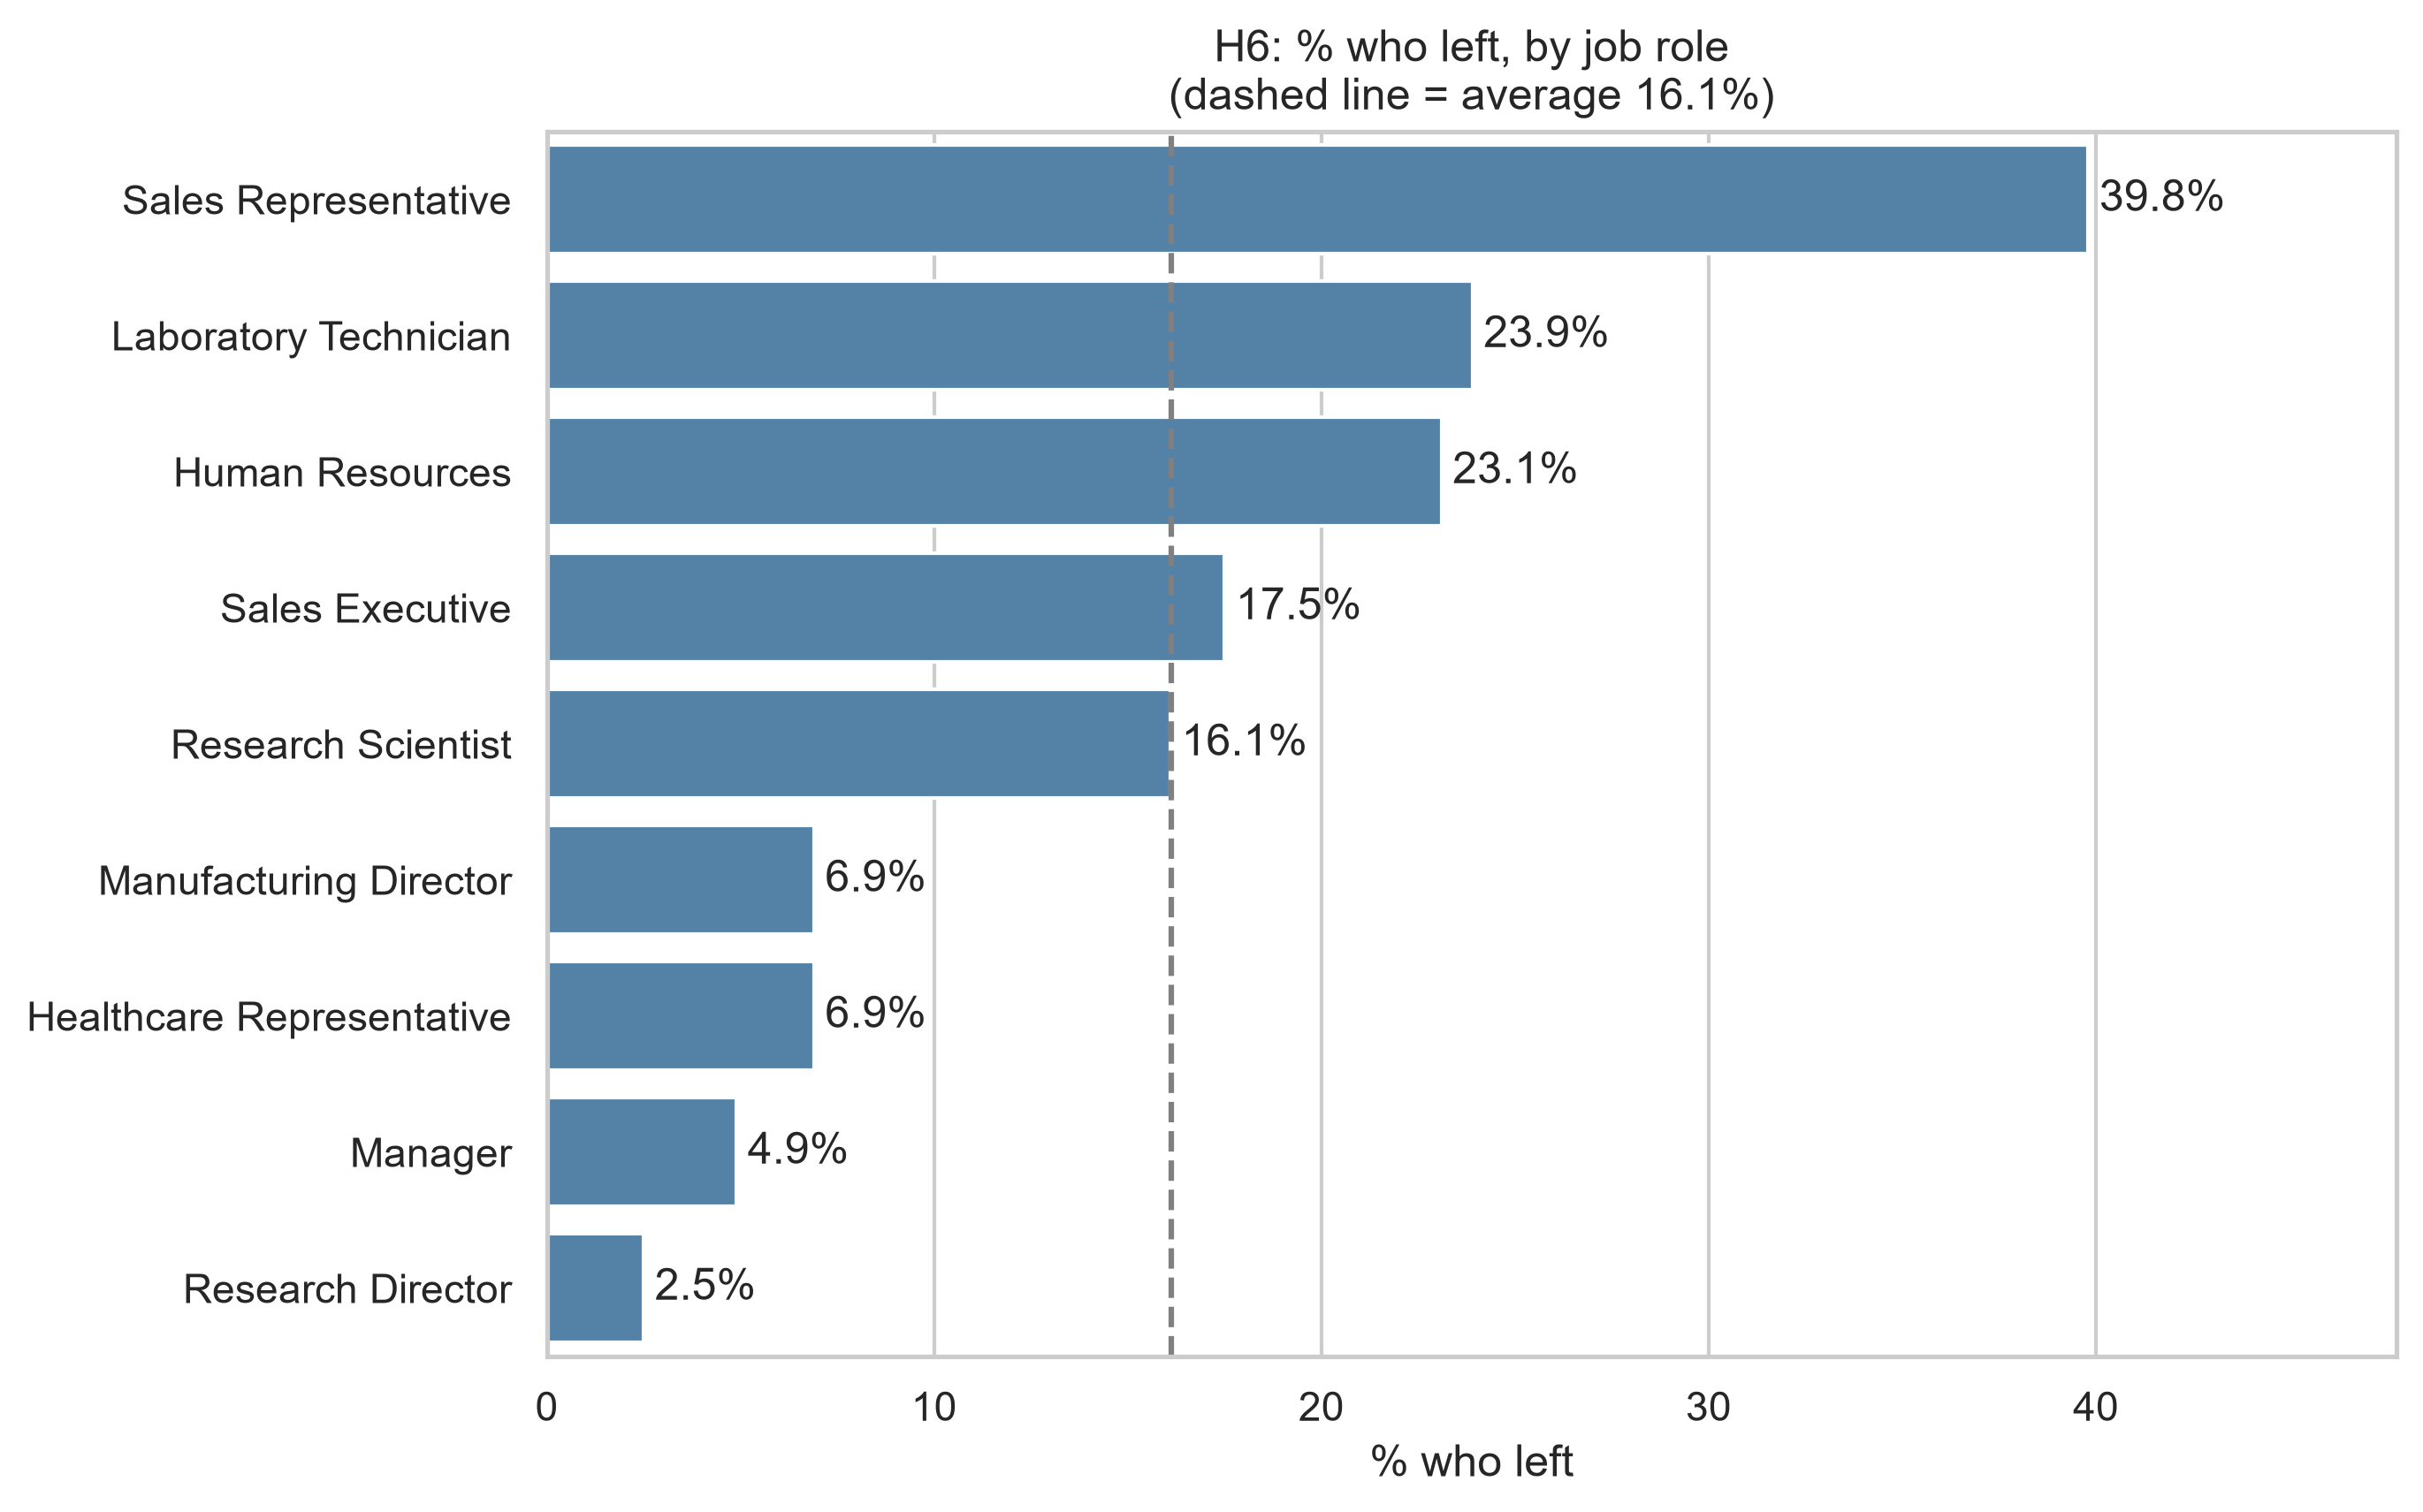 H6: % who left, by job role
(dashed line = average 16.1%)
Sales Representative 39.8%
Laboratory Technician 23.9%
Human Resources 23.1%
Sales Executive 17.5%
Research Scientist 16.1%
Manufacturing Director 6.9%
Healthcare Representative 6.9%
Manager 4.9%
Research Director 2.5%
0 10 20 30 40
% who left